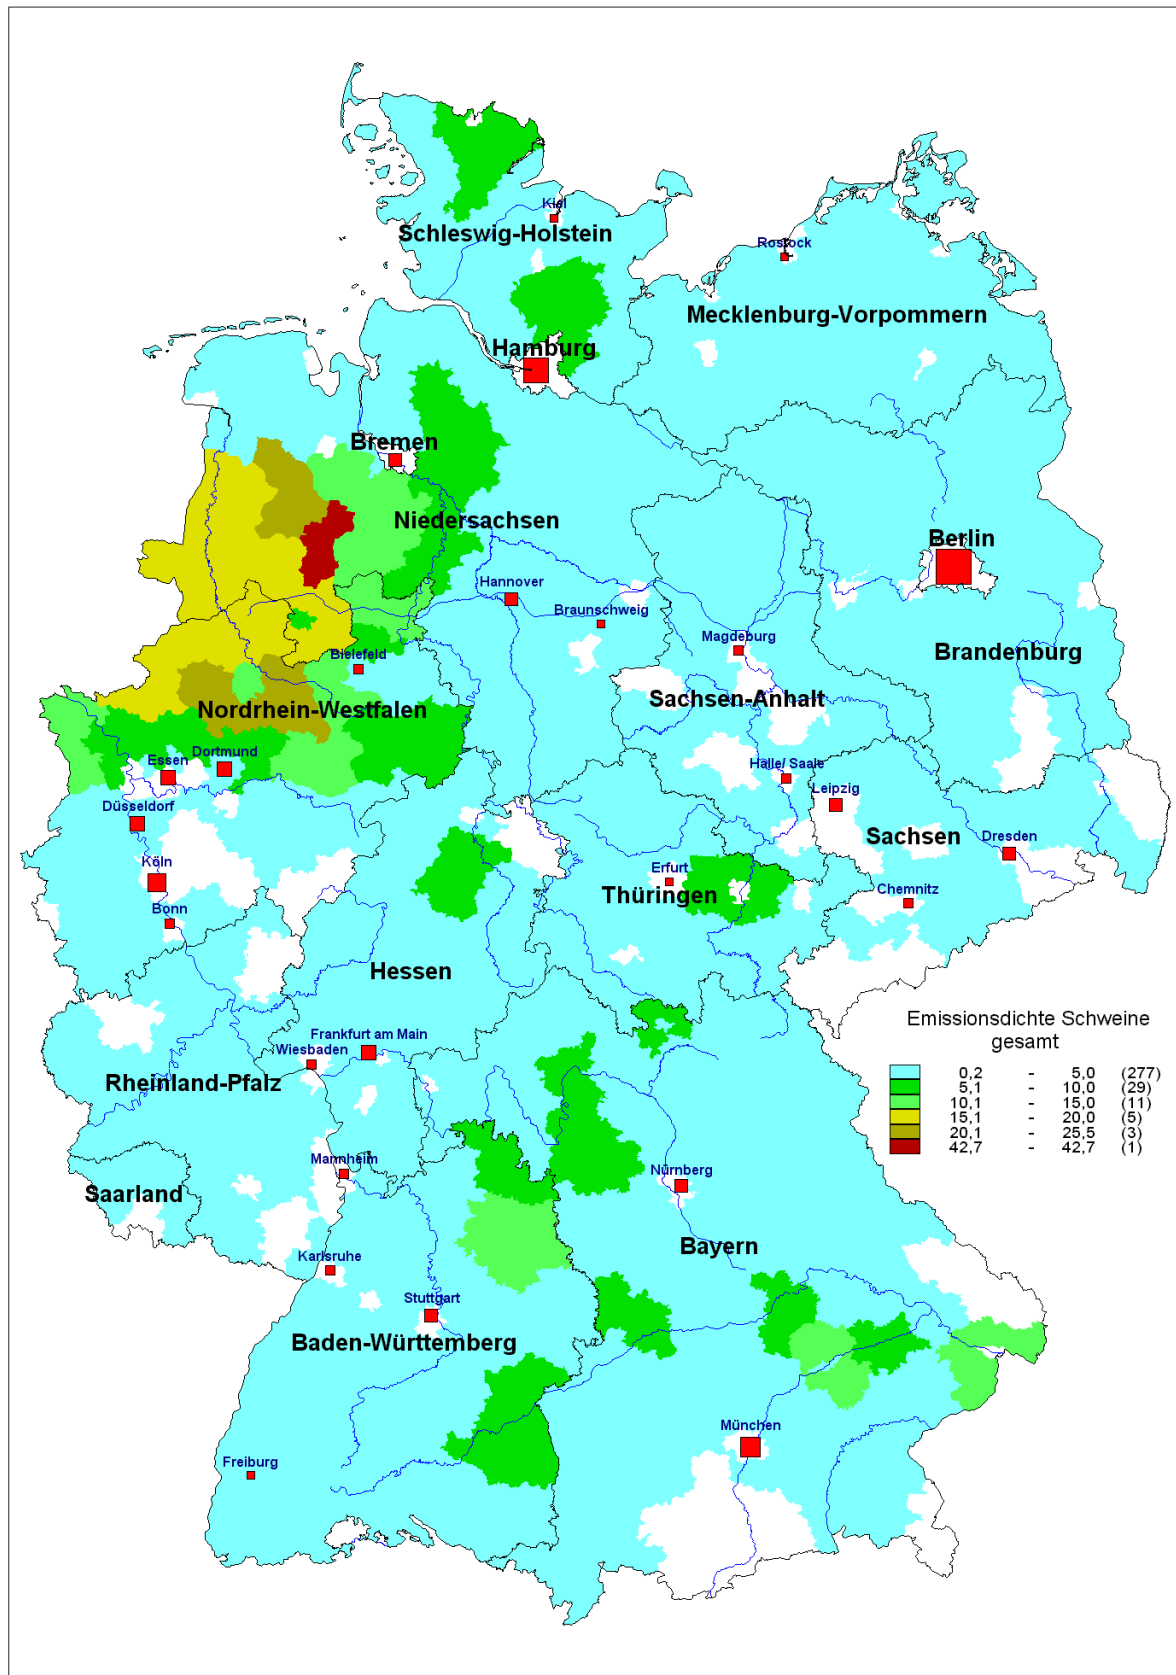 Kiel
Schleswig-Holstein
Rostock
Mecklenburg-Vorpommern
Hamburg
Bremen
Niedersachsen
Berlin
Hannover
Braunschweig
Magdeburg
Brandenburg
Bielefeld
Sachsen-Anhalt
Nordrhein-Westfalen
Essen
Dortmund
Halle/ Saale
Leipzig
Düsseldorf
Sachsen
Dresden
Köln
Erfurt
Thüringen
Chemnitz
Bonn
Hessen
Emissionsdichte Schweine
gesamt
0,2 - 5,0 (277)
5,1 - 10,0 (29)
10,1 - 15,0 (11)
15,1 - 20,0 (5)
20,1 - 25,5 (3)
42,7 - 42,7 (1)
Frankfurt am Main
Wiesbaden
Rheinland-Pfalz
Mannheim
Saarland
Nürnberg
Bayern
Karlsruhe
Stuttgart
Baden-Württemberg
München
Freiburg